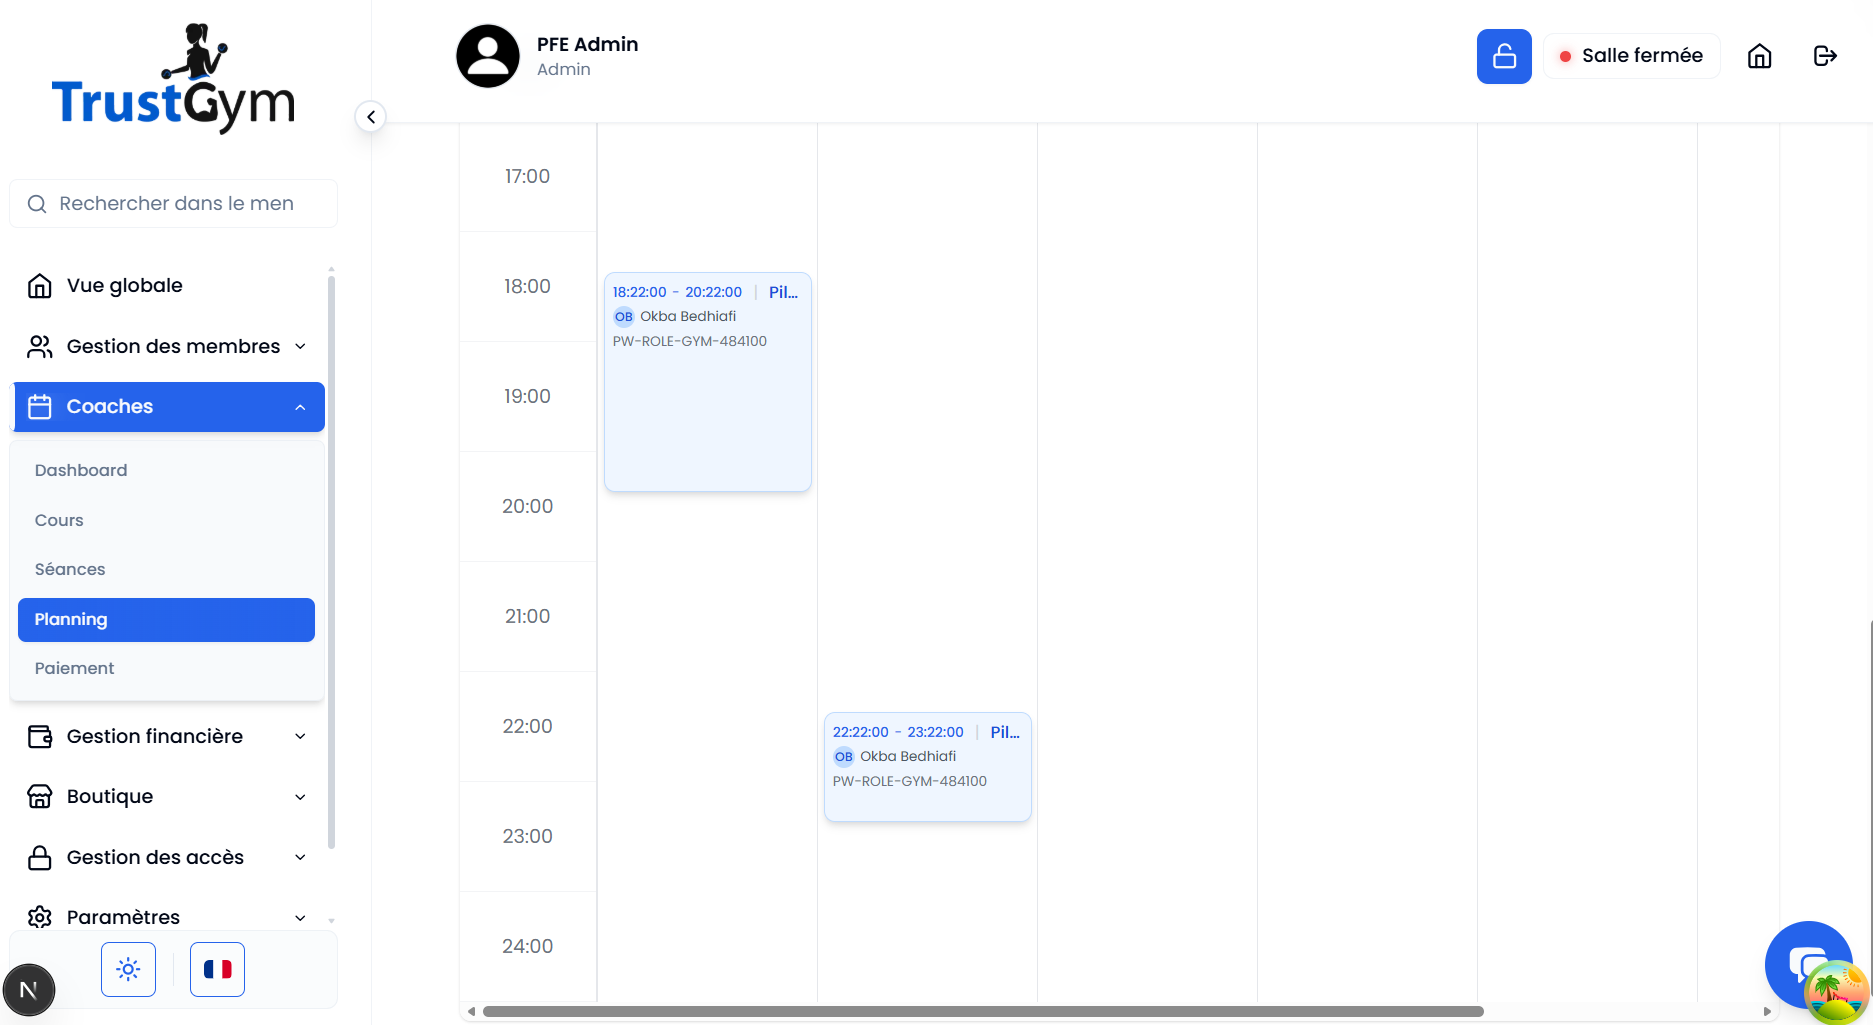 TrustGym
Rechercher dans le men
Vue globale
Gestion des membres
Coaches
Dashboard
Cours
Séances
Planning
Paiement
Gestion financière
Boutique
Gestion des accès
Paramètres
N
PFE Admin
Admin
Salle fermée
17:00
18:00
19:00
20:00
21:00
22:00
23:00
24:00
18:22:00 - 20:22:00 | Pil...
OB Okba Bedhiafi
PW-ROLE-GYM-484100
22:22:00 - 23:22:00 | Pil...
OB Okba Bedhiafi
PW-ROLE-GYM-484100